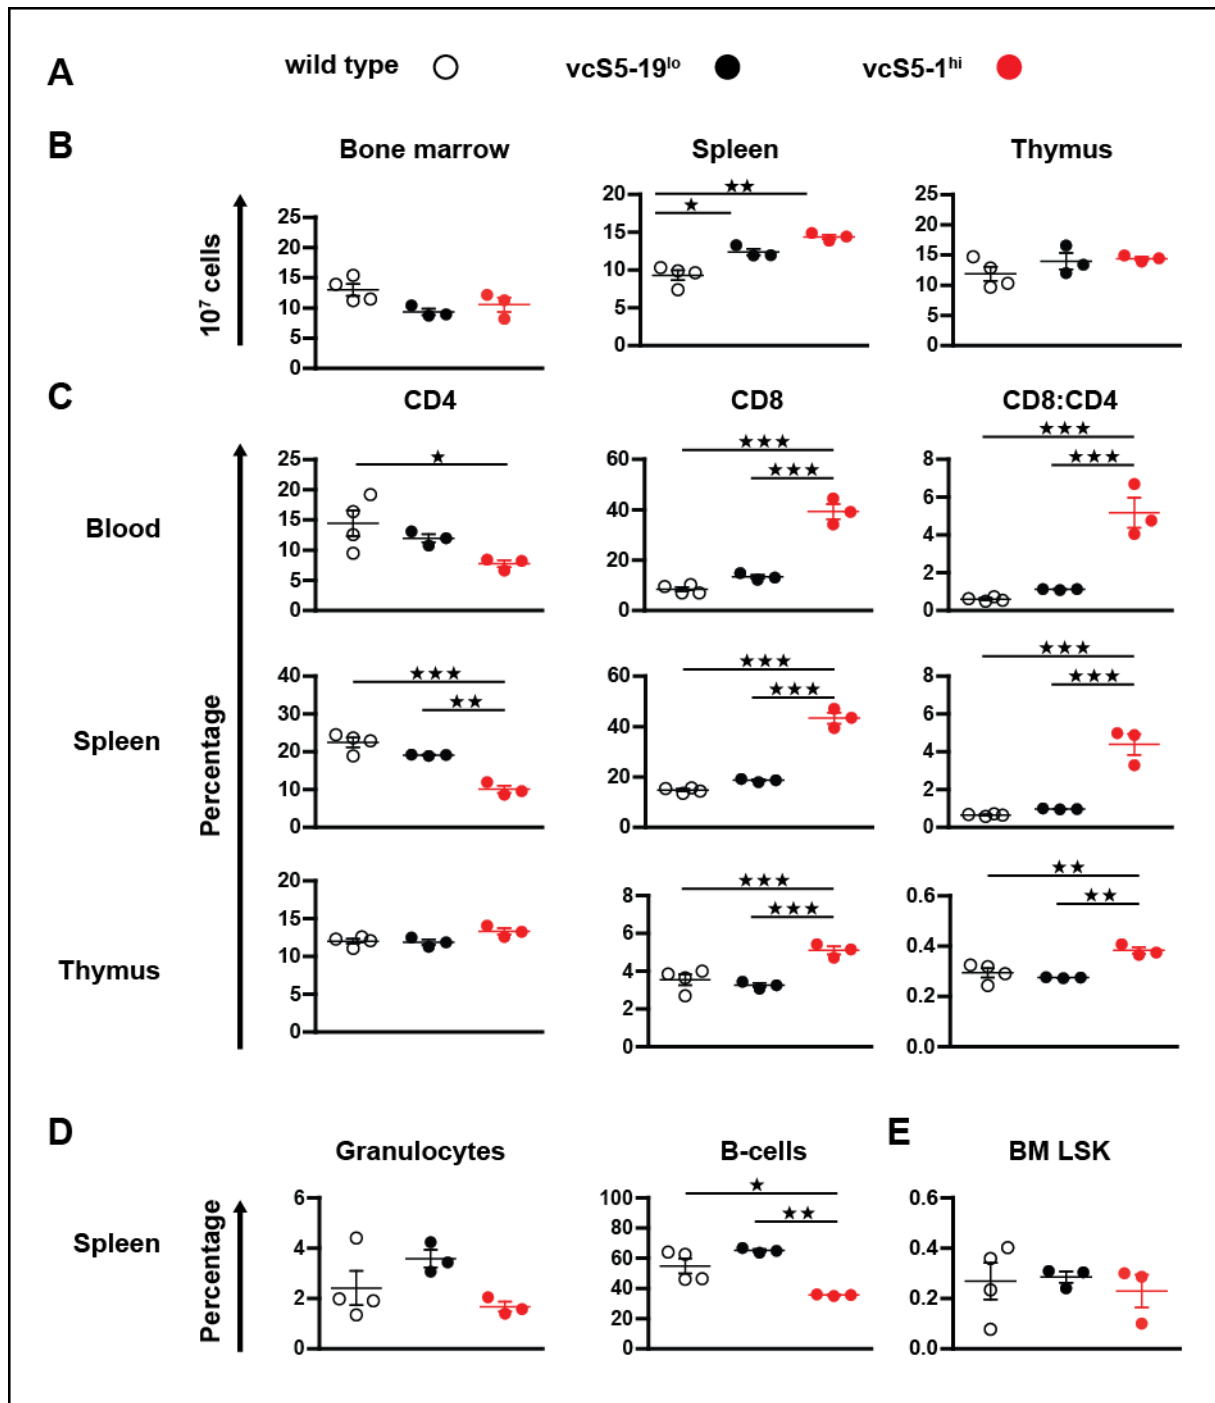 A wild type vcS5-19lo vcS5-1hi
B Bone marrow Spleen Thymus
10⁷ cells
25 20 15 10 5 0
★ ★★
20 15 10 5 0
25 20 15 10 5 0
C CD4 CD8 CD8:CD4
Percentage
Blood
★
25 20 15 10 5 0
★★★ ★★★
60 40 20 0
★★★ ★★★
8 6 4 2 0
Spleen
★★★ ★★
40 30 20 10 0
★★★ ★★★
60 40 20 0
★★★ ★★★
8 6 4 2 0
Thymus
20 15 10 5 0
★★★ ★★★
8 6 4 2 0
★★ ★★
0.6 0.4 0.2 0.0
D Granulocytes B-cells E BM LSK
Spleen
Percentage
6 4 2 0
★ ★★
100 80 60 40 20 0
0.6 0.4 0.2 0.0